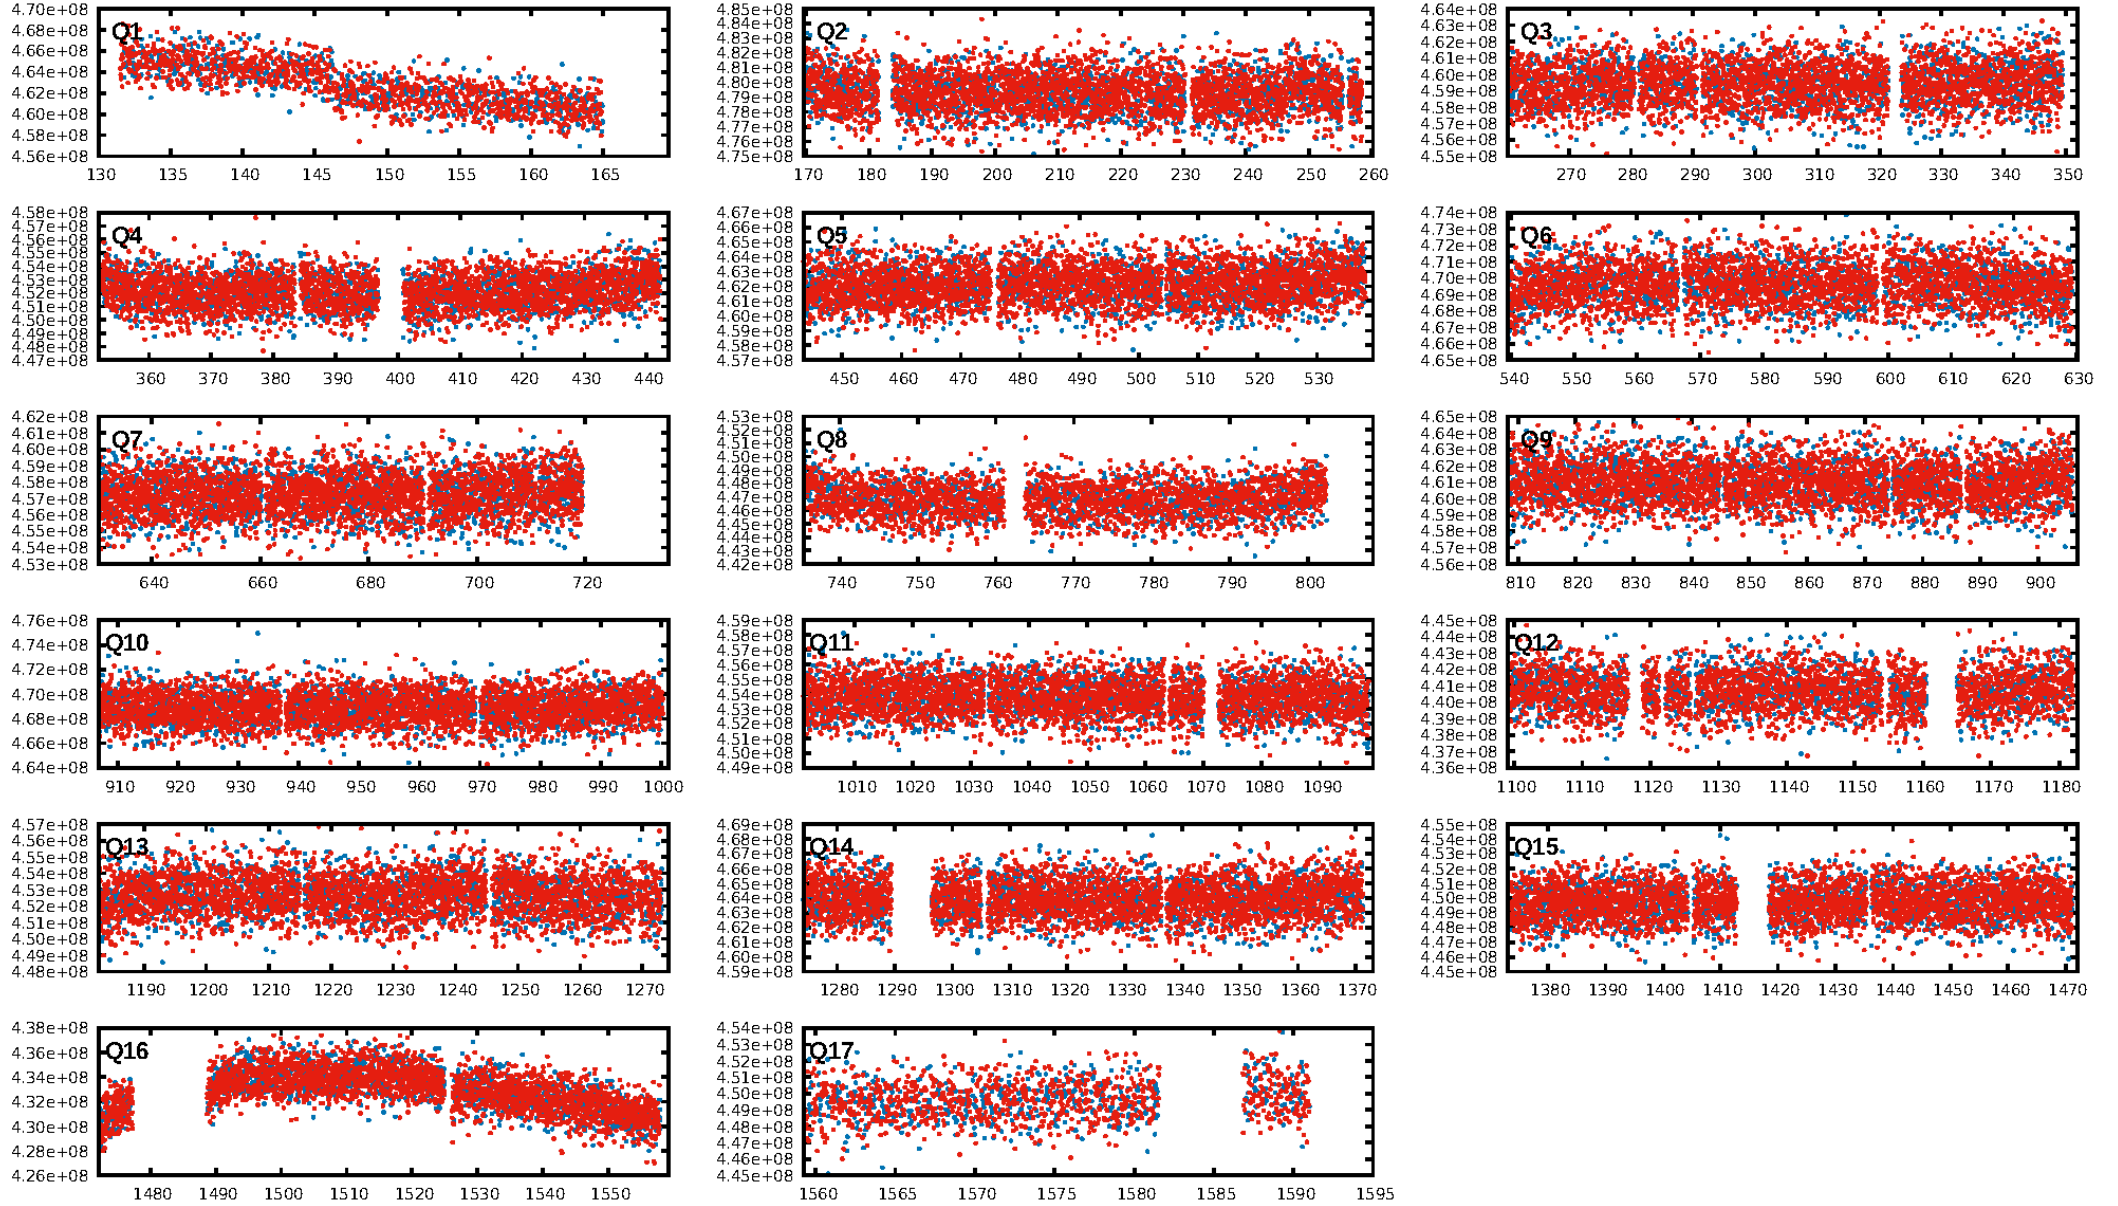 Q1
4.70e+08
4.68e+08
4.66e+08
4.64e+08
4.62e+08
4.60e+08
4.58e+08
4.56e+08
130 135 140 145 150 155 160 165
Q2
4.85e+08
4.84e+08
4.83e+08
4.82e+08
4.81e+08
4.80e+08
4.79e+08
4.78e+08
4.77e+08
4.76e+08
4.75e+08
170 180 190 200 210 220 230 240 250 260
Q3
4.64e+08
4.62e+08
4.61e+08
4.60e+08
4.59e+08
4.58e+08
4.57e+08
4.56e+08
4.55e+08
270 280 290 300 310 320 330 340 350
Q4
4.58e+08
4.57e+08
4.56e+08
4.55e+08
4.54e+08
4.53e+08
4.52e+08
4.51e+08
4.50e+08
4.49e+08
4.48e+08
4.47e+08
360 370 380 390 400 410 420 430 440
Q5
4.67e+08
4.66e+08
4.65e+08
4.64e+08
4.63e+08
4.62e+08
4.61e+08
4.60e+08
4.59e+08
4.58e+08
4.57e+08
450 460 470 480 490 500 510 520 530
Q6
4.74e+08
4.73e+08
4.72e+08
4.71e+08
4.70e+08
4.69e+08
4.68e+08
4.67e+08
4.66e+08
4.65e+08
540 550 560 570 580 590 600 610 620 630
Q7
4.62e+08
4.61e+08
4.60e+08
4.59e+08
4.58e+08
4.57e+08
4.56e+08
4.55e+08
4.54e+08
4.53e+08
640 660 680 700 720
Q8
4.53e+08
4.52e+08
4.51e+08
4.50e+08
4.49e+08
4.48e+08
4.47e+08
4.46e+08
4.45e+08
4.44e+08
4.43e+08
4.42e+08
740 750 760 770 780 790 800
Q9
4.65e+08
4.64e+08
4.63e+08
4.62e+08
4.61e+08
4.60e+08
4.59e+08
4.58e+08
4.57e+08
4.56e+08
810 820 830 840 850 860 870 880 890 900
Q10
4.76e+08
4.74e+08
4.72e+08
4.70e+08
4.68e+08
4.66e+08
4.64e+08
910 920 930 940 950 960 970 980 990 1000
Q11
4.59e+08
4.58e+08
4.57e+08
4.56e+08
4.55e+08
4.54e+08
4.53e+08
4.52e+08
4.51e+08
4.50e+08
4.49e+08
1010 1020 1030 1040 1050 1060 1070 1080 1090
Q12
4.45e+08
4.44e+08
4.43e+08
4.42e+08
4.41e+08
4.40e+08
4.39e+08
4.38e+08
4.37e+08
4.36e+08
1100 1110 1120 1130 1140 1150 1160 1170 1180
Q13
4.57e+08
4.56e+08
4.55e+08
4.54e+08
4.53e+08
4.52e+08
4.51e+08
4.50e+08
4.49e+08
4.48e+08
1190 1200 1210 1220 1230 1240 1250 1260 1270
Q14
4.69e+08
4.68e+08
4.67e+08
4.66e+08
4.65e+08
4.64e+08
4.63e+08
4.62e+08
4.61e+08
4.60e+08
4.59e+08
1280 1290 1300 1310 1320 1330 1340 1350 1360 1370
Q15
4.55e+08
4.54e+08
4.53e+08
4.52e+08
4.51e+08
4.50e+08
4.49e+08
4.48e+08
4.47e+08
4.46e+08
4.45e+08
1380 1390 1400 1410 1420 1430 1440 1450 1460 1470
Q16
4.38e+08
4.36e+08
4.34e+08
4.32e+08
4.30e+08
4.28e+08
4.26e+08
1480 1490 1500 1510 1520 1530 1540 1550
Q17
4.54e+08
4.53e+08
4.52e+08
4.51e+08
4.50e+08
4.49e+08
4.48e+08
4.47e+08
4.46e+08
4.45e+08
1560 1565 1570 1575 1580 1585 1590 1595